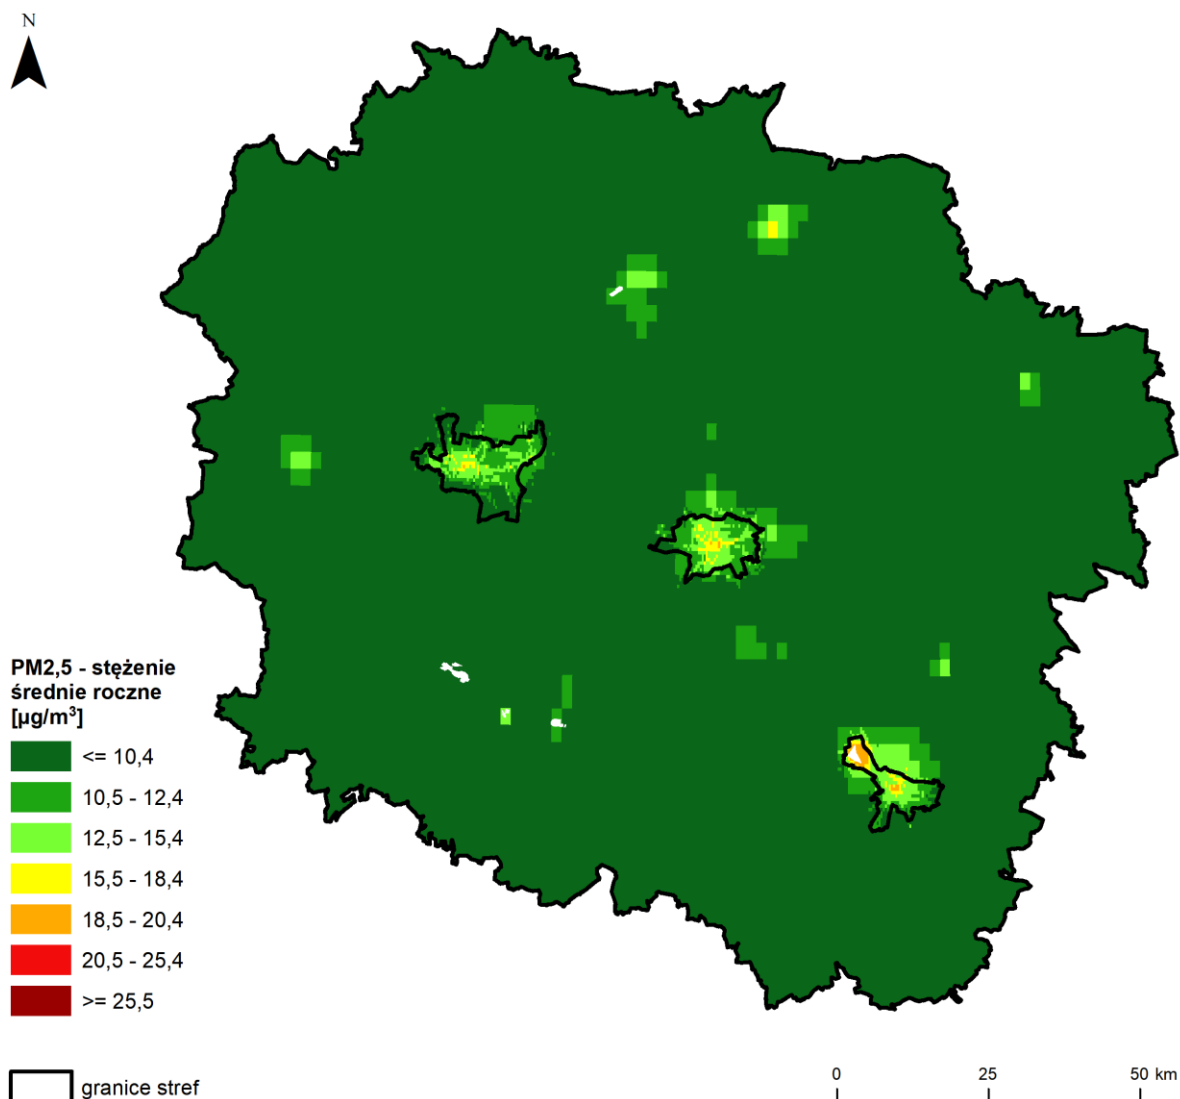 N
PM2,5 - stężenie
średnie roczne
[µg/m³]
<= 10,4
10,5 - 12,4
12,5 - 15,4
15,5 - 18,4
18,5 - 20,4
20,5 - 25,4
>= 25,5
granice stref
0 25 50 km